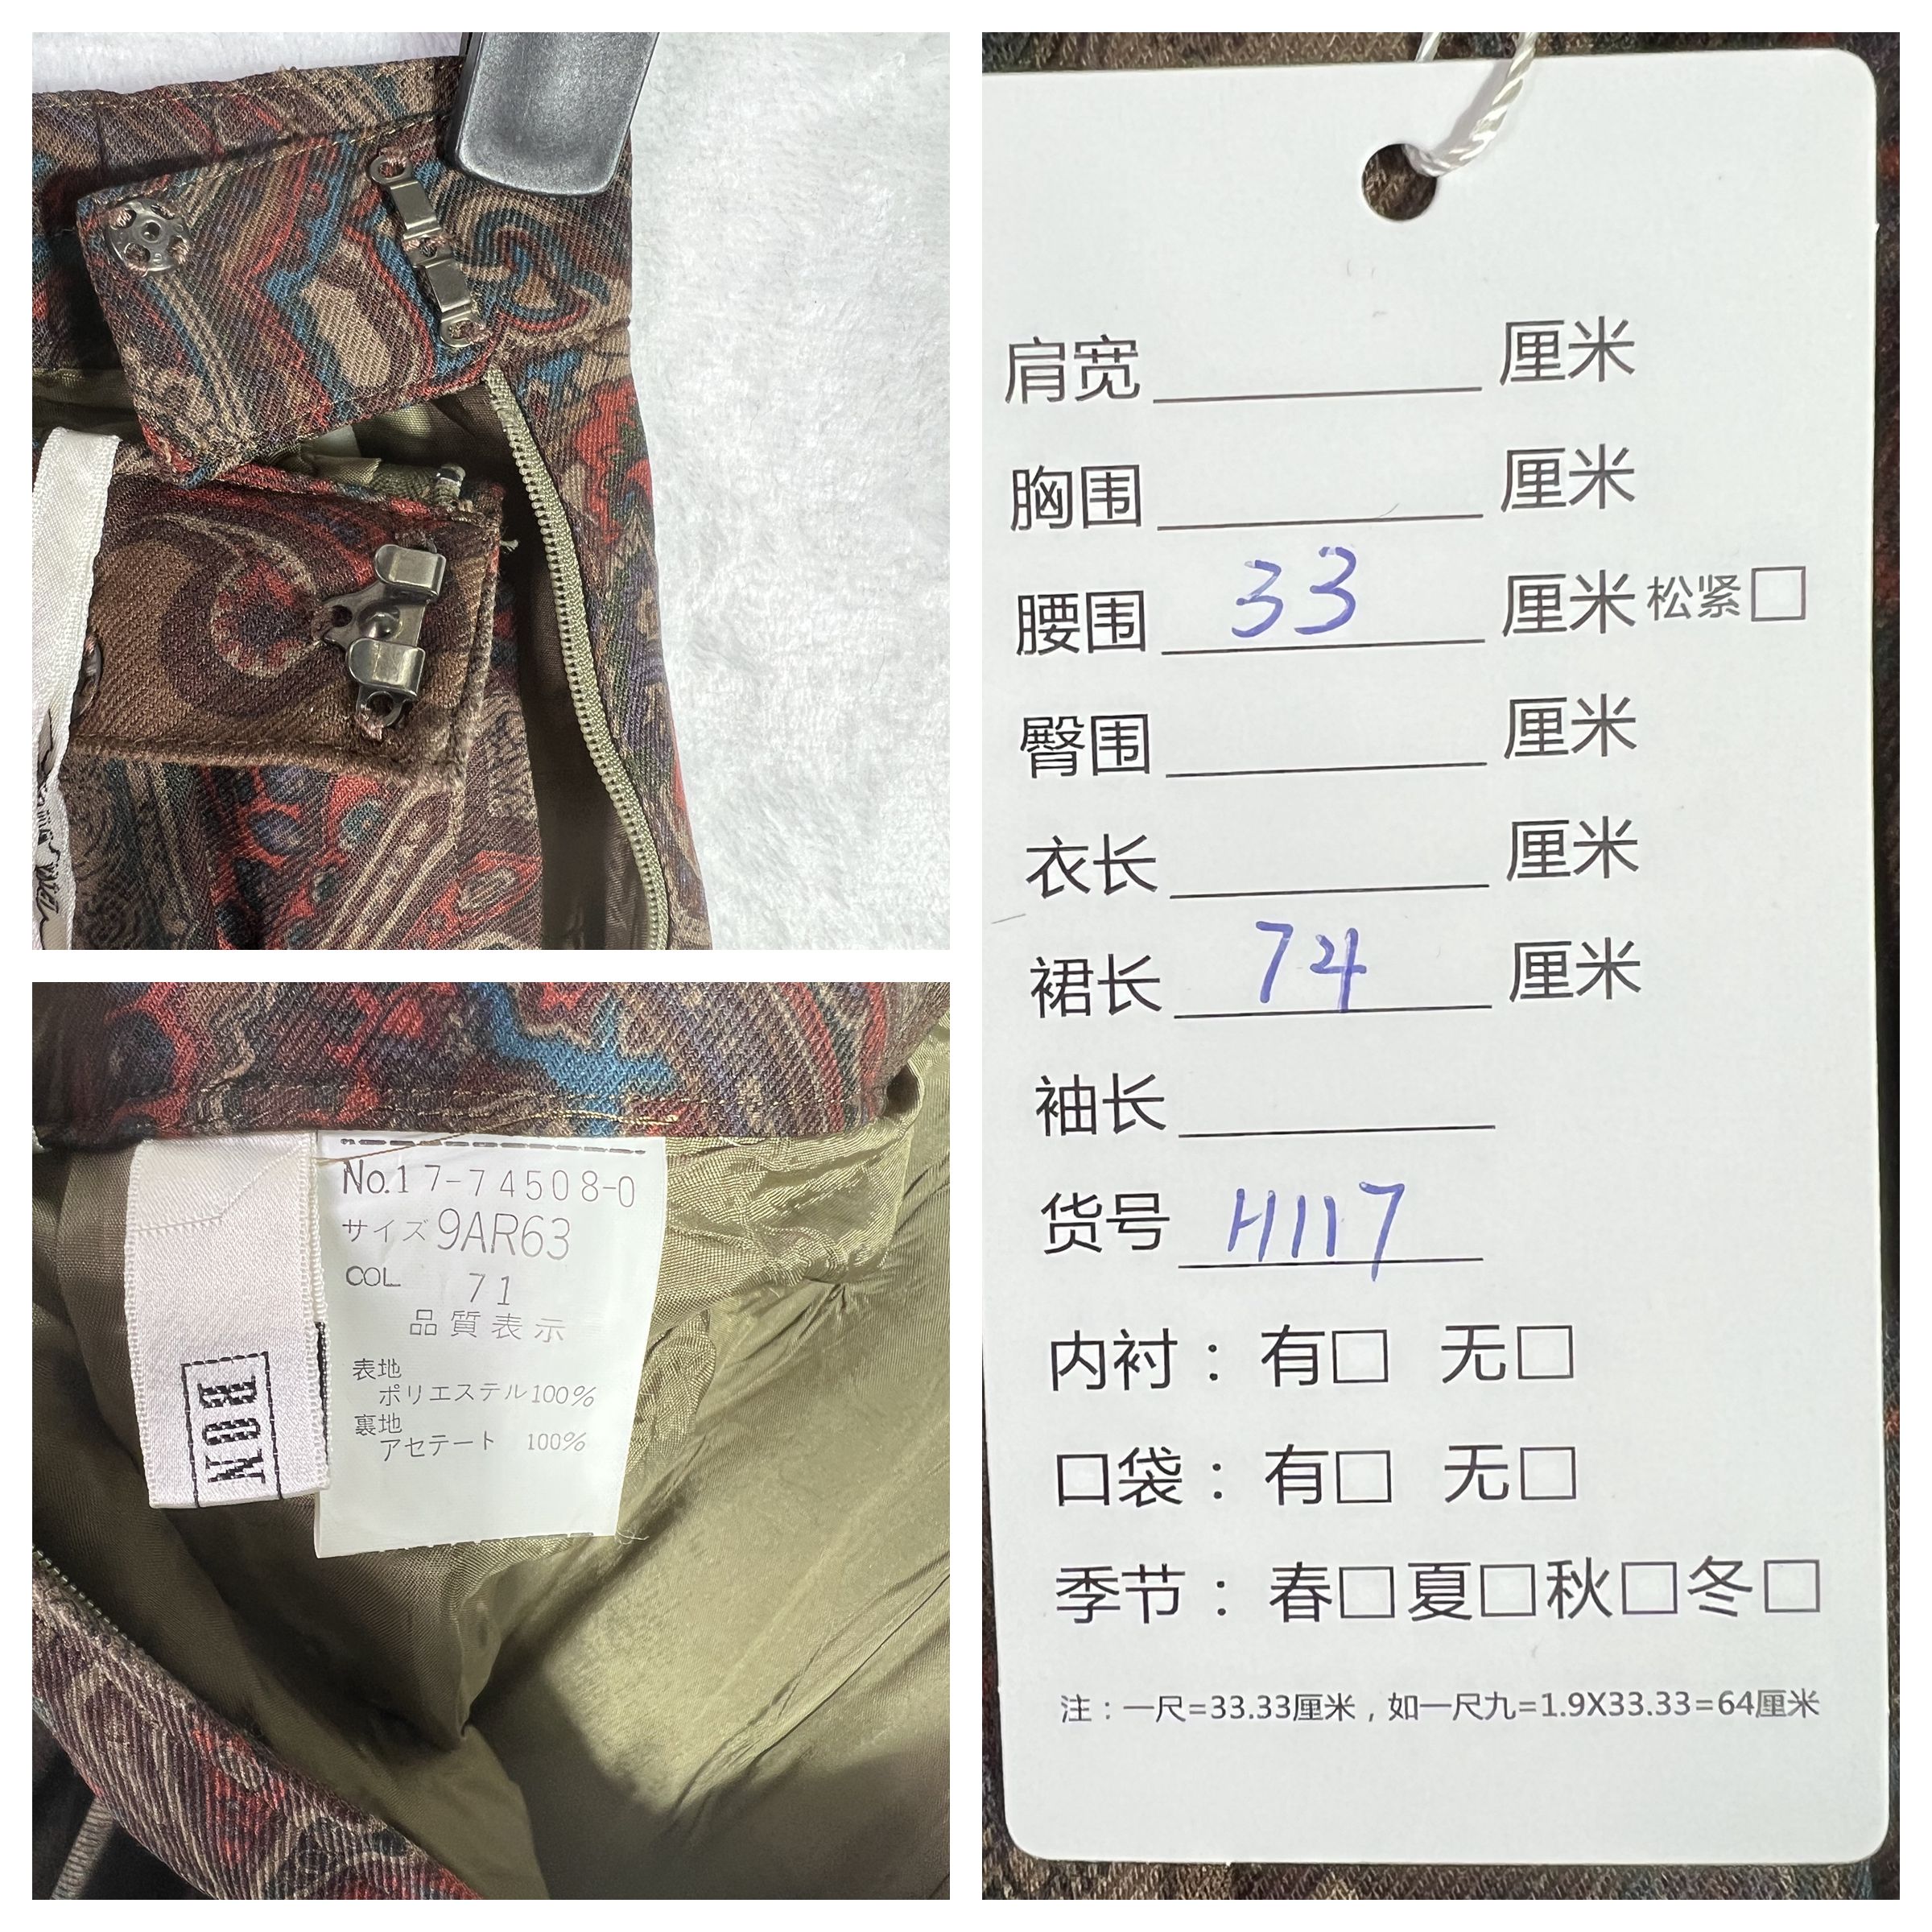 No.17-74508-0
サイズ 9AR63
COL 71
品質表示
表地
ポリエステル100%
裏地
アセテート 100%
NOBU
肩宽 厘米
胸围 厘米
腰围 33 厘米 松紧□
臀围 厘米
衣长 厘米
裙长 74 厘米
袖长
货号 H117
内衬：有□ 无□
口袋：有□ 无□
季节：春□夏□秋□冬□
注：一尺=33.33厘米，如一尺九=1.9X33.33=64厘米